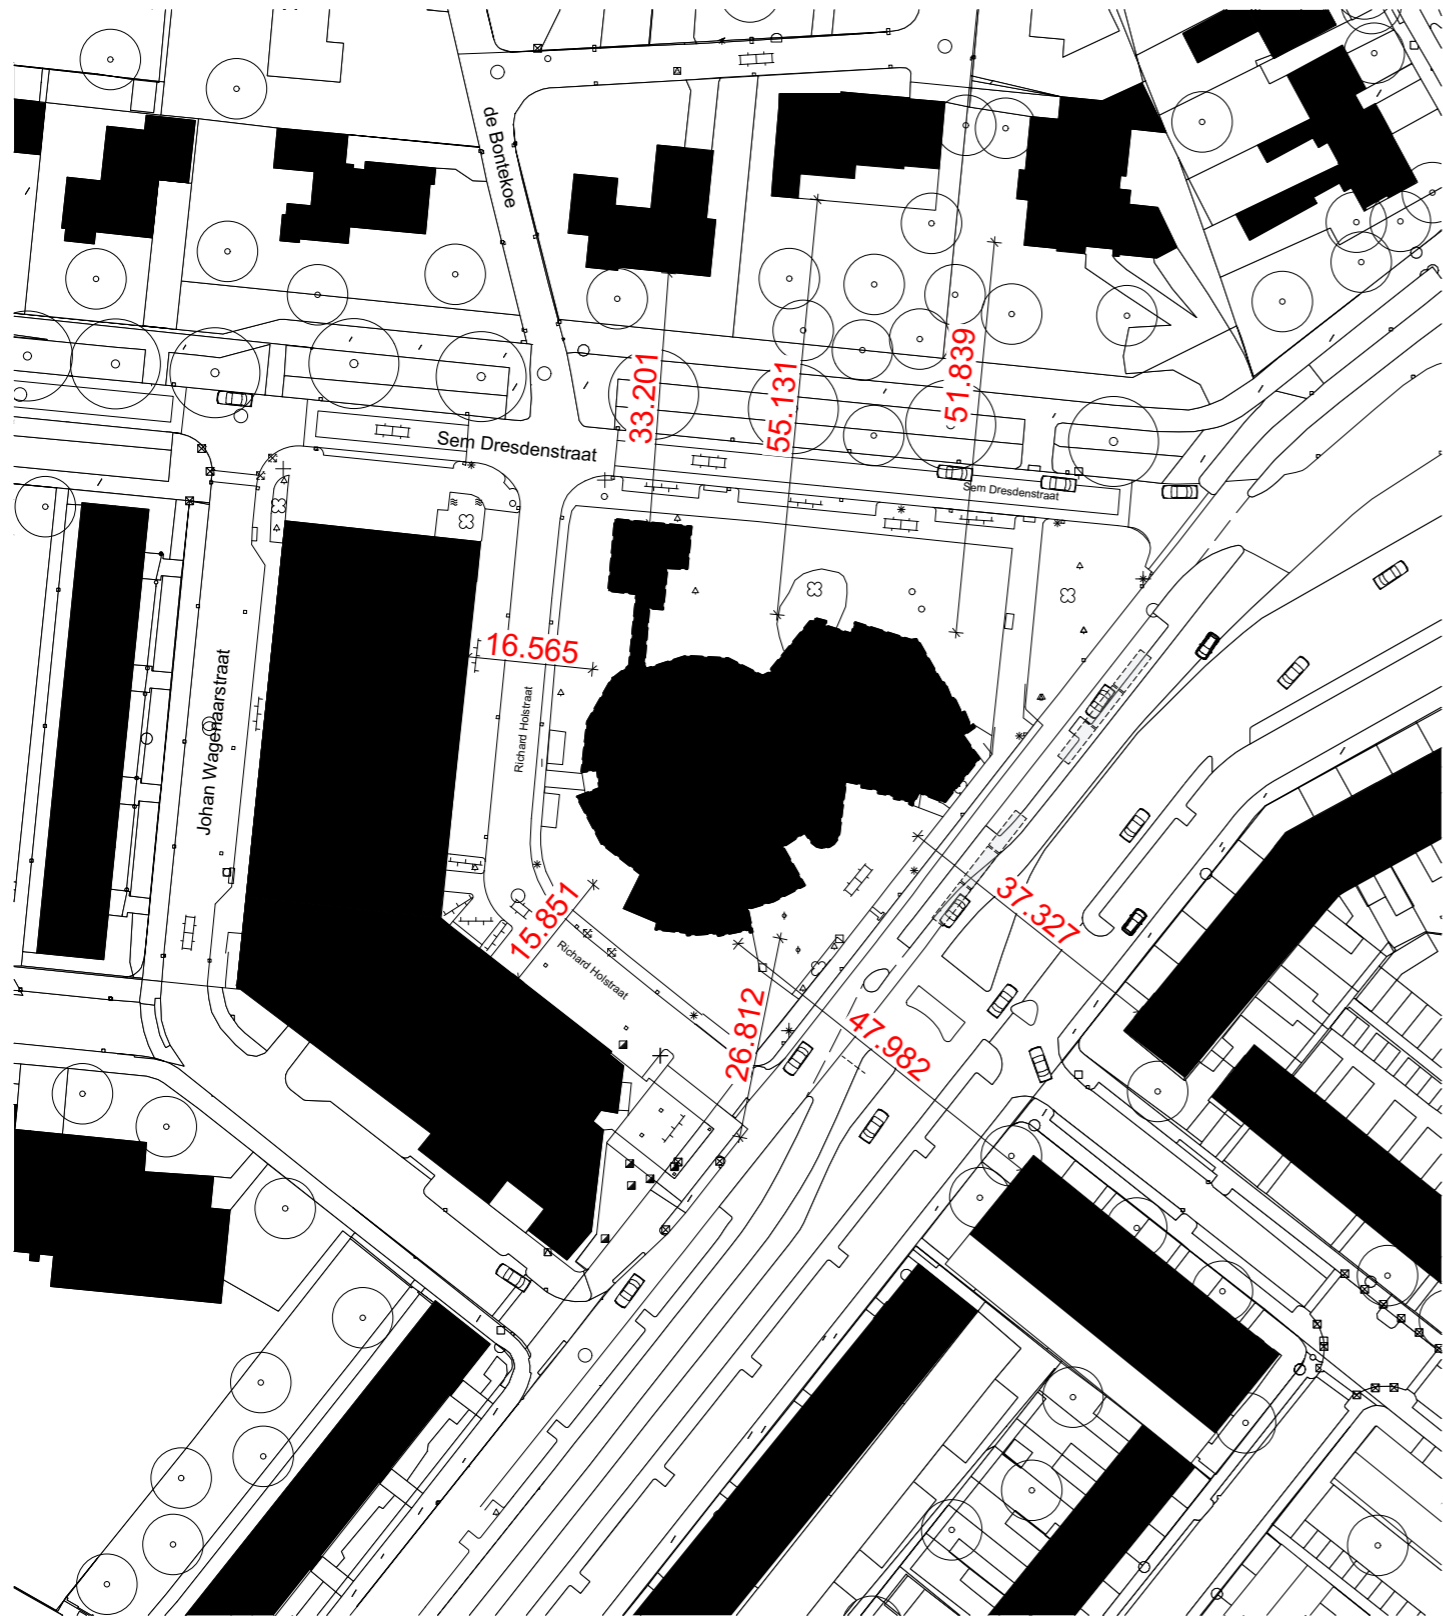 de Bontekoe
33.201
55.131
51.839
Sem Dresdenstraat
Sem Dresdenstraat
16.565
Johan Wagenaarstraat
Richard Holstraat
15.851
Richard Holstraat
37.327
26.812
47.982